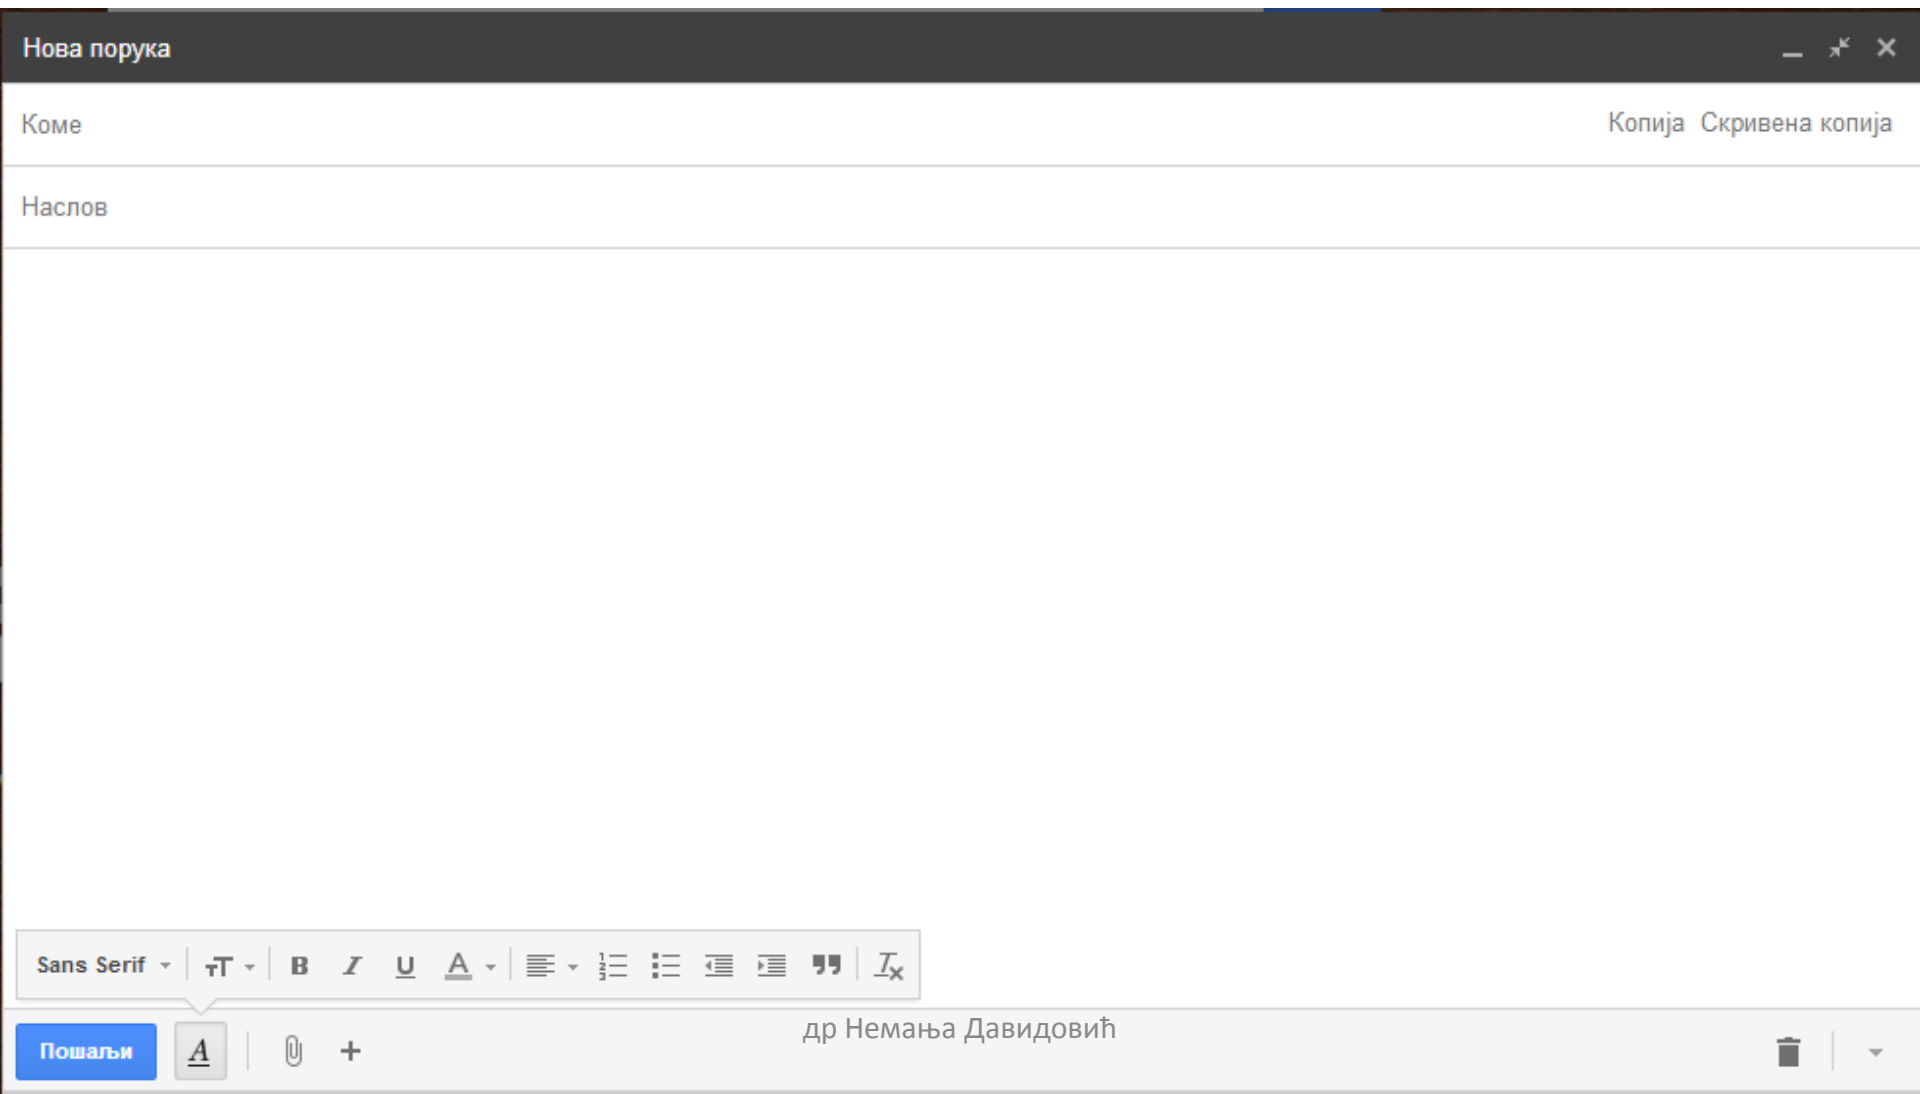 Нова порука
Коме Копија Скривена копија
Наслов
Sans Serif
др Немања Давидовић
Пошаљи